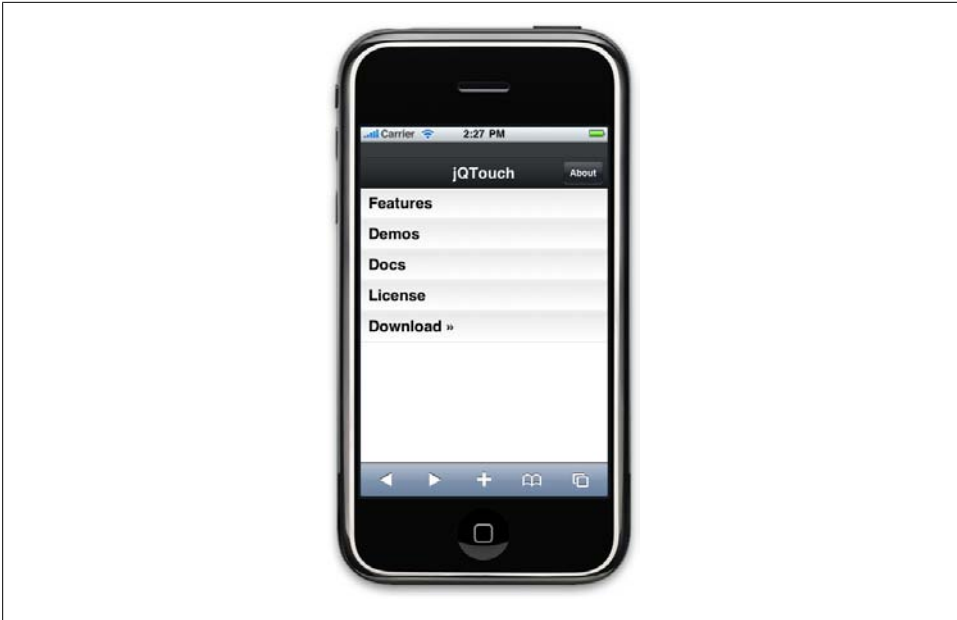 Carrier 2:27 PM
jQTouch About
Features
Demos
Docs
License
Download »